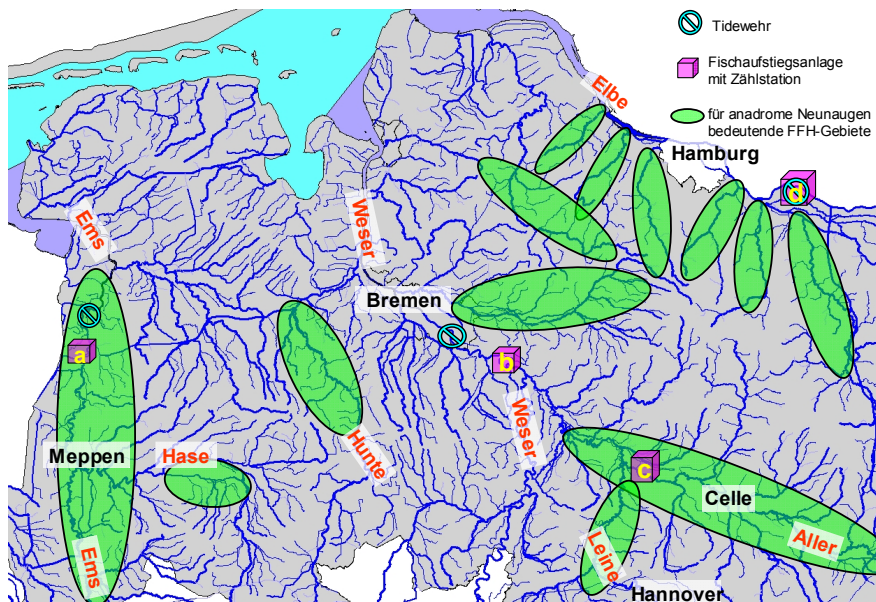 Tidewehr
Fischaufstiegsanlage
mit Zählstation
für anadrome Neunaugen
bedeutende FFH-Gebiete
Elbe
Hamburg
d
Ems
Weser
Bremen
a
b
Weser
Meppen
Hase
Hunte
c
Celle
Ems
Leine
Aller
Hannover